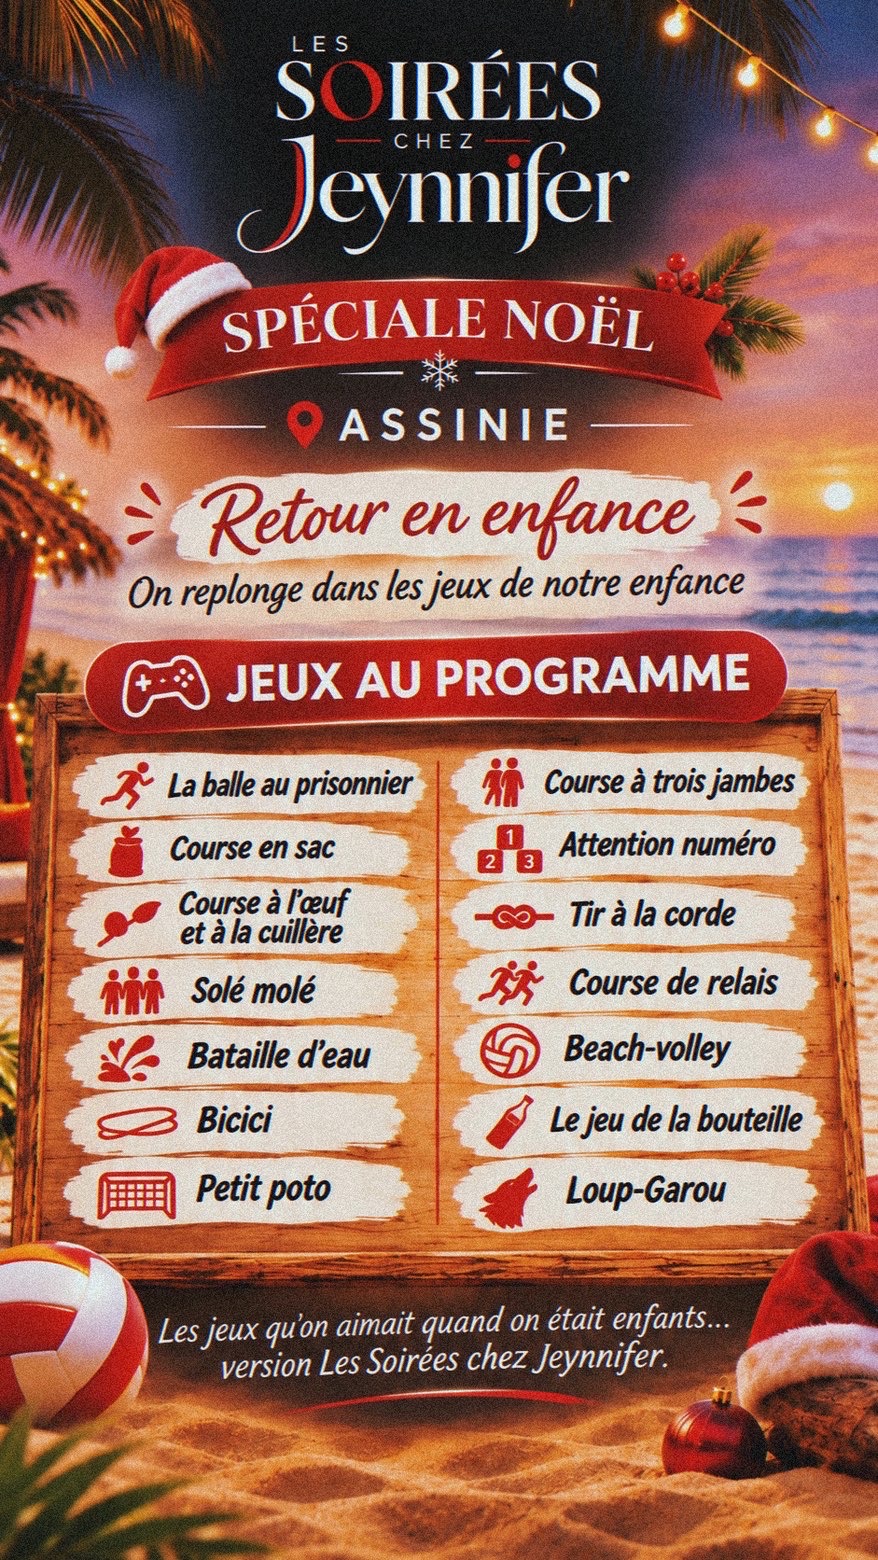 LES
SOIRÉES
CHEZ
Jeynnifer
SPÉCIALE NOËL
ASSINIE
Retour en enfance
On replonge dans les jeux de notre enfance
JEUX AU PROGRAMME
La balle au prisonnier
Course en sac
Course à l'œuf
et à la cuillère
Solé molé
Bataille d'eau
Bicici
Petit poto
Course à trois jambes
1
2 3
Attention numéro
Tir à la corde
Course de relais
Beach-volley
Le jeu de la bouteille
Loup-Garou
Les jeux qu'on aimait quand on était enfants...
version Les Soirées chez Jeynnifer.